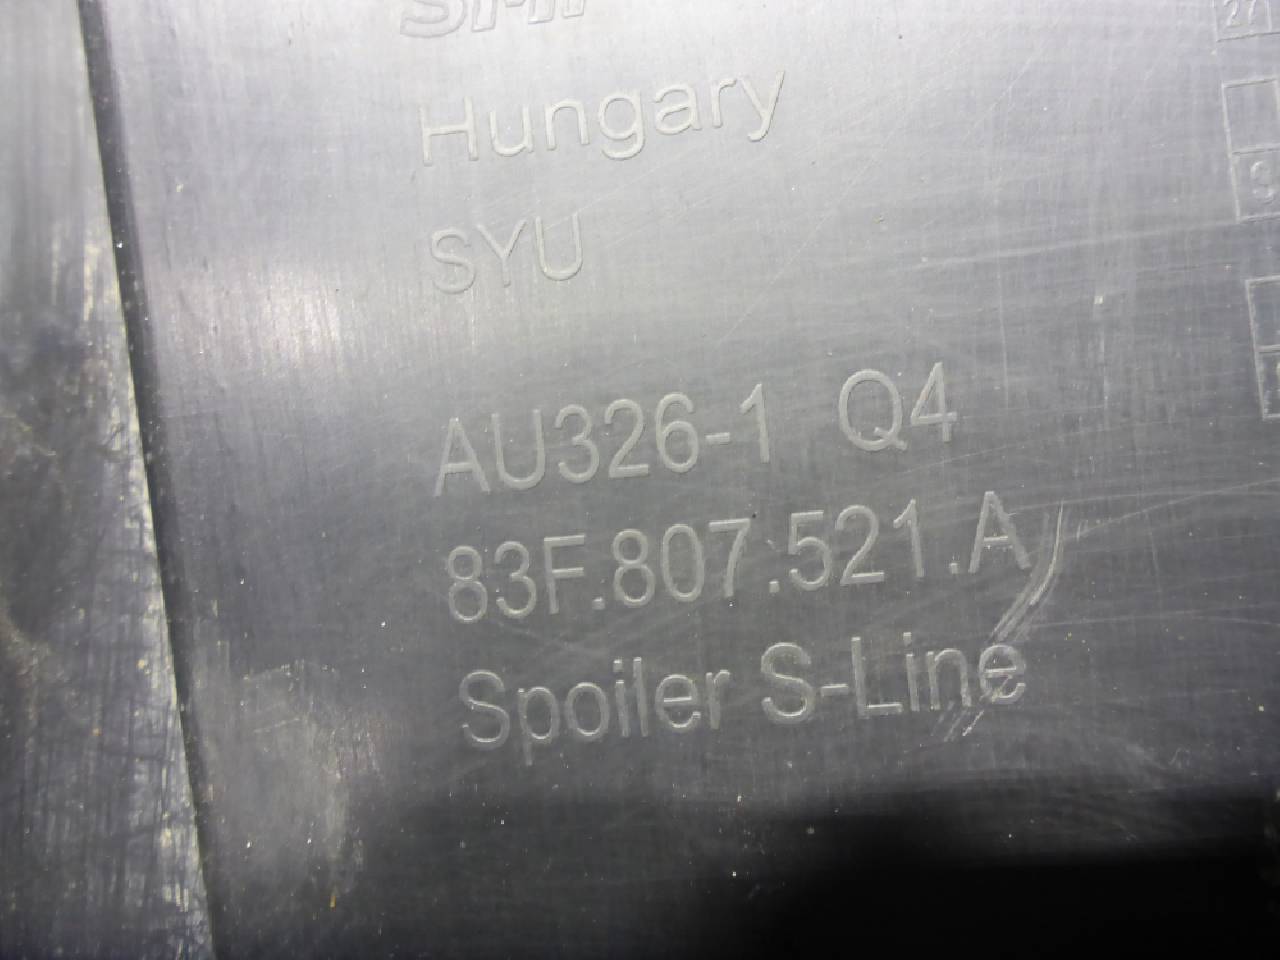 Hungary
SYU
AU326-1 Q4
83F.807.521.A
Spoiler S-Line